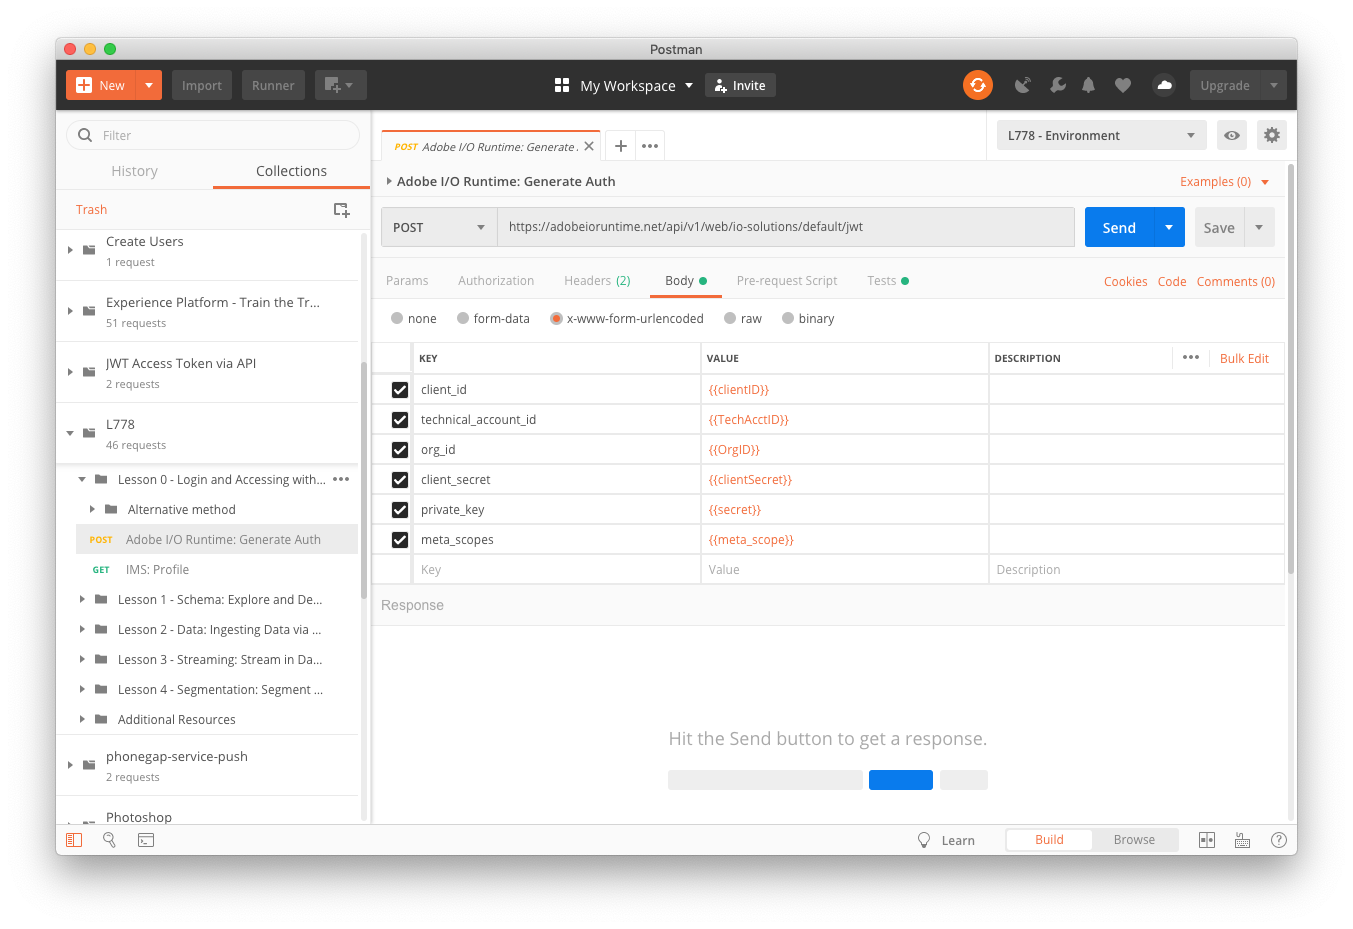 Postman
New
Import
Runner
My Workspace
Invite
Upgrade
Filter
History
Collections
Trash
Create Users
1 request
Experience Platform - Train the Tr...
51 requests
JWT Access Token via API
2 requests
L778
46 requests
Lesson 0 - Login and Accessing with...
Alternative method
POST Adobe I/O Runtime: Generate Auth
GET IMS: Profile
Lesson 1 - Schema: Explore and De...
Lesson 2 - Data: Ingesting Data via ...
Lesson 3 - Streaming: Stream in Da...
Lesson 4 - Segmentation: Segment ...
Additional Resources
phonegap-service-push
2 requests
Photoshop
POST Adobe I/O Runtime: Generate .
L778 - Environment
Adobe I/O Runtime: Generate Auth
Examples (0)
POST https://adobeioruntime.net/api/v1/web/io-solutions/default/jwt Send Save
Params Authorization Headers (2) Body Pre-request Script Tests Cookies Code Comments (0)
none form-data x-www-form-urlencoded raw binary
KEY VALUE DESCRIPTION ••• Bulk Edit
client_id {{clientID}}
technical_account_id {{TechAcctID}}
org_id {{OrgID}}
client_secret {{clientSecret}}
private_key {{secret}}
meta_scopes {{meta_scope}}
Key Value Description
Response
Hit the Send button to get a response.
Learn
Build
Browse